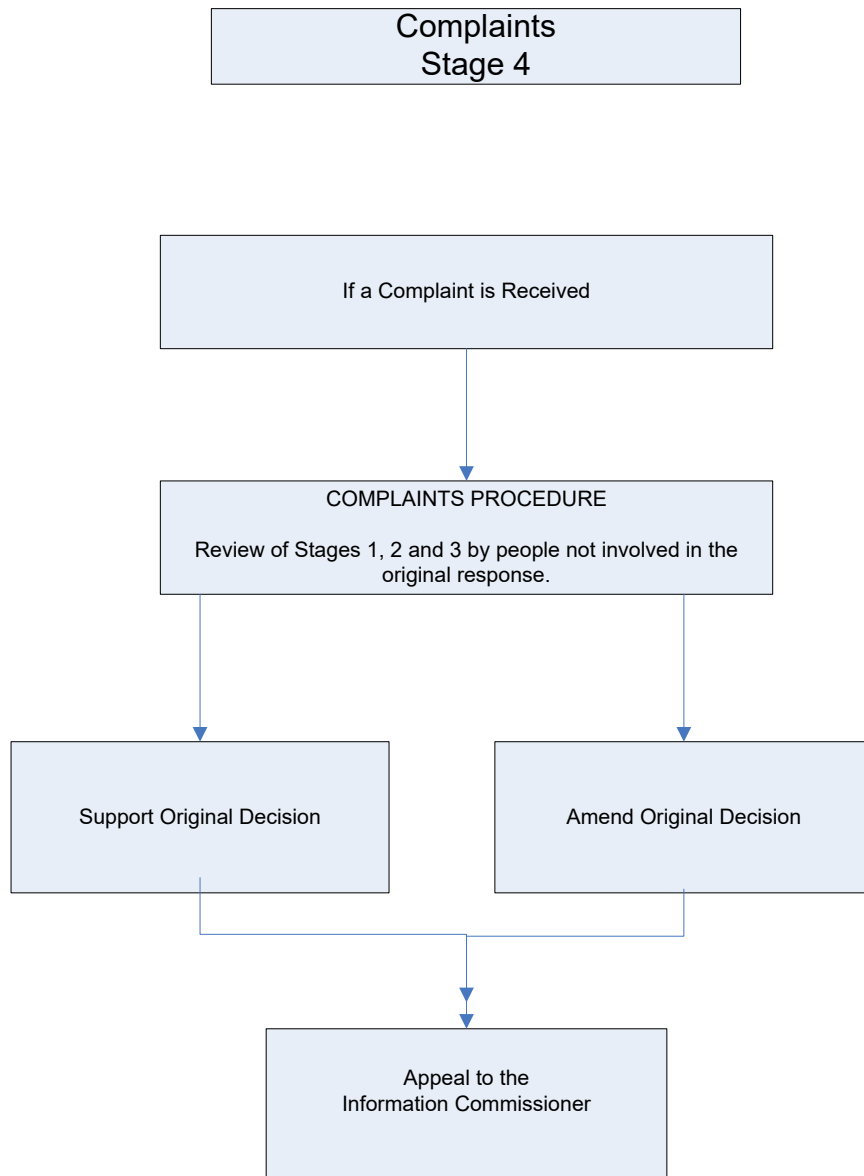 Complaints
Stage 4
If a Complaint is Received
COMPLAINTS PROCEDURE
Review of Stages 1, 2 and 3 by people not involved in the
original response.
Support Original Decision
Amend Original Decision
Appeal to the
Information Commissioner